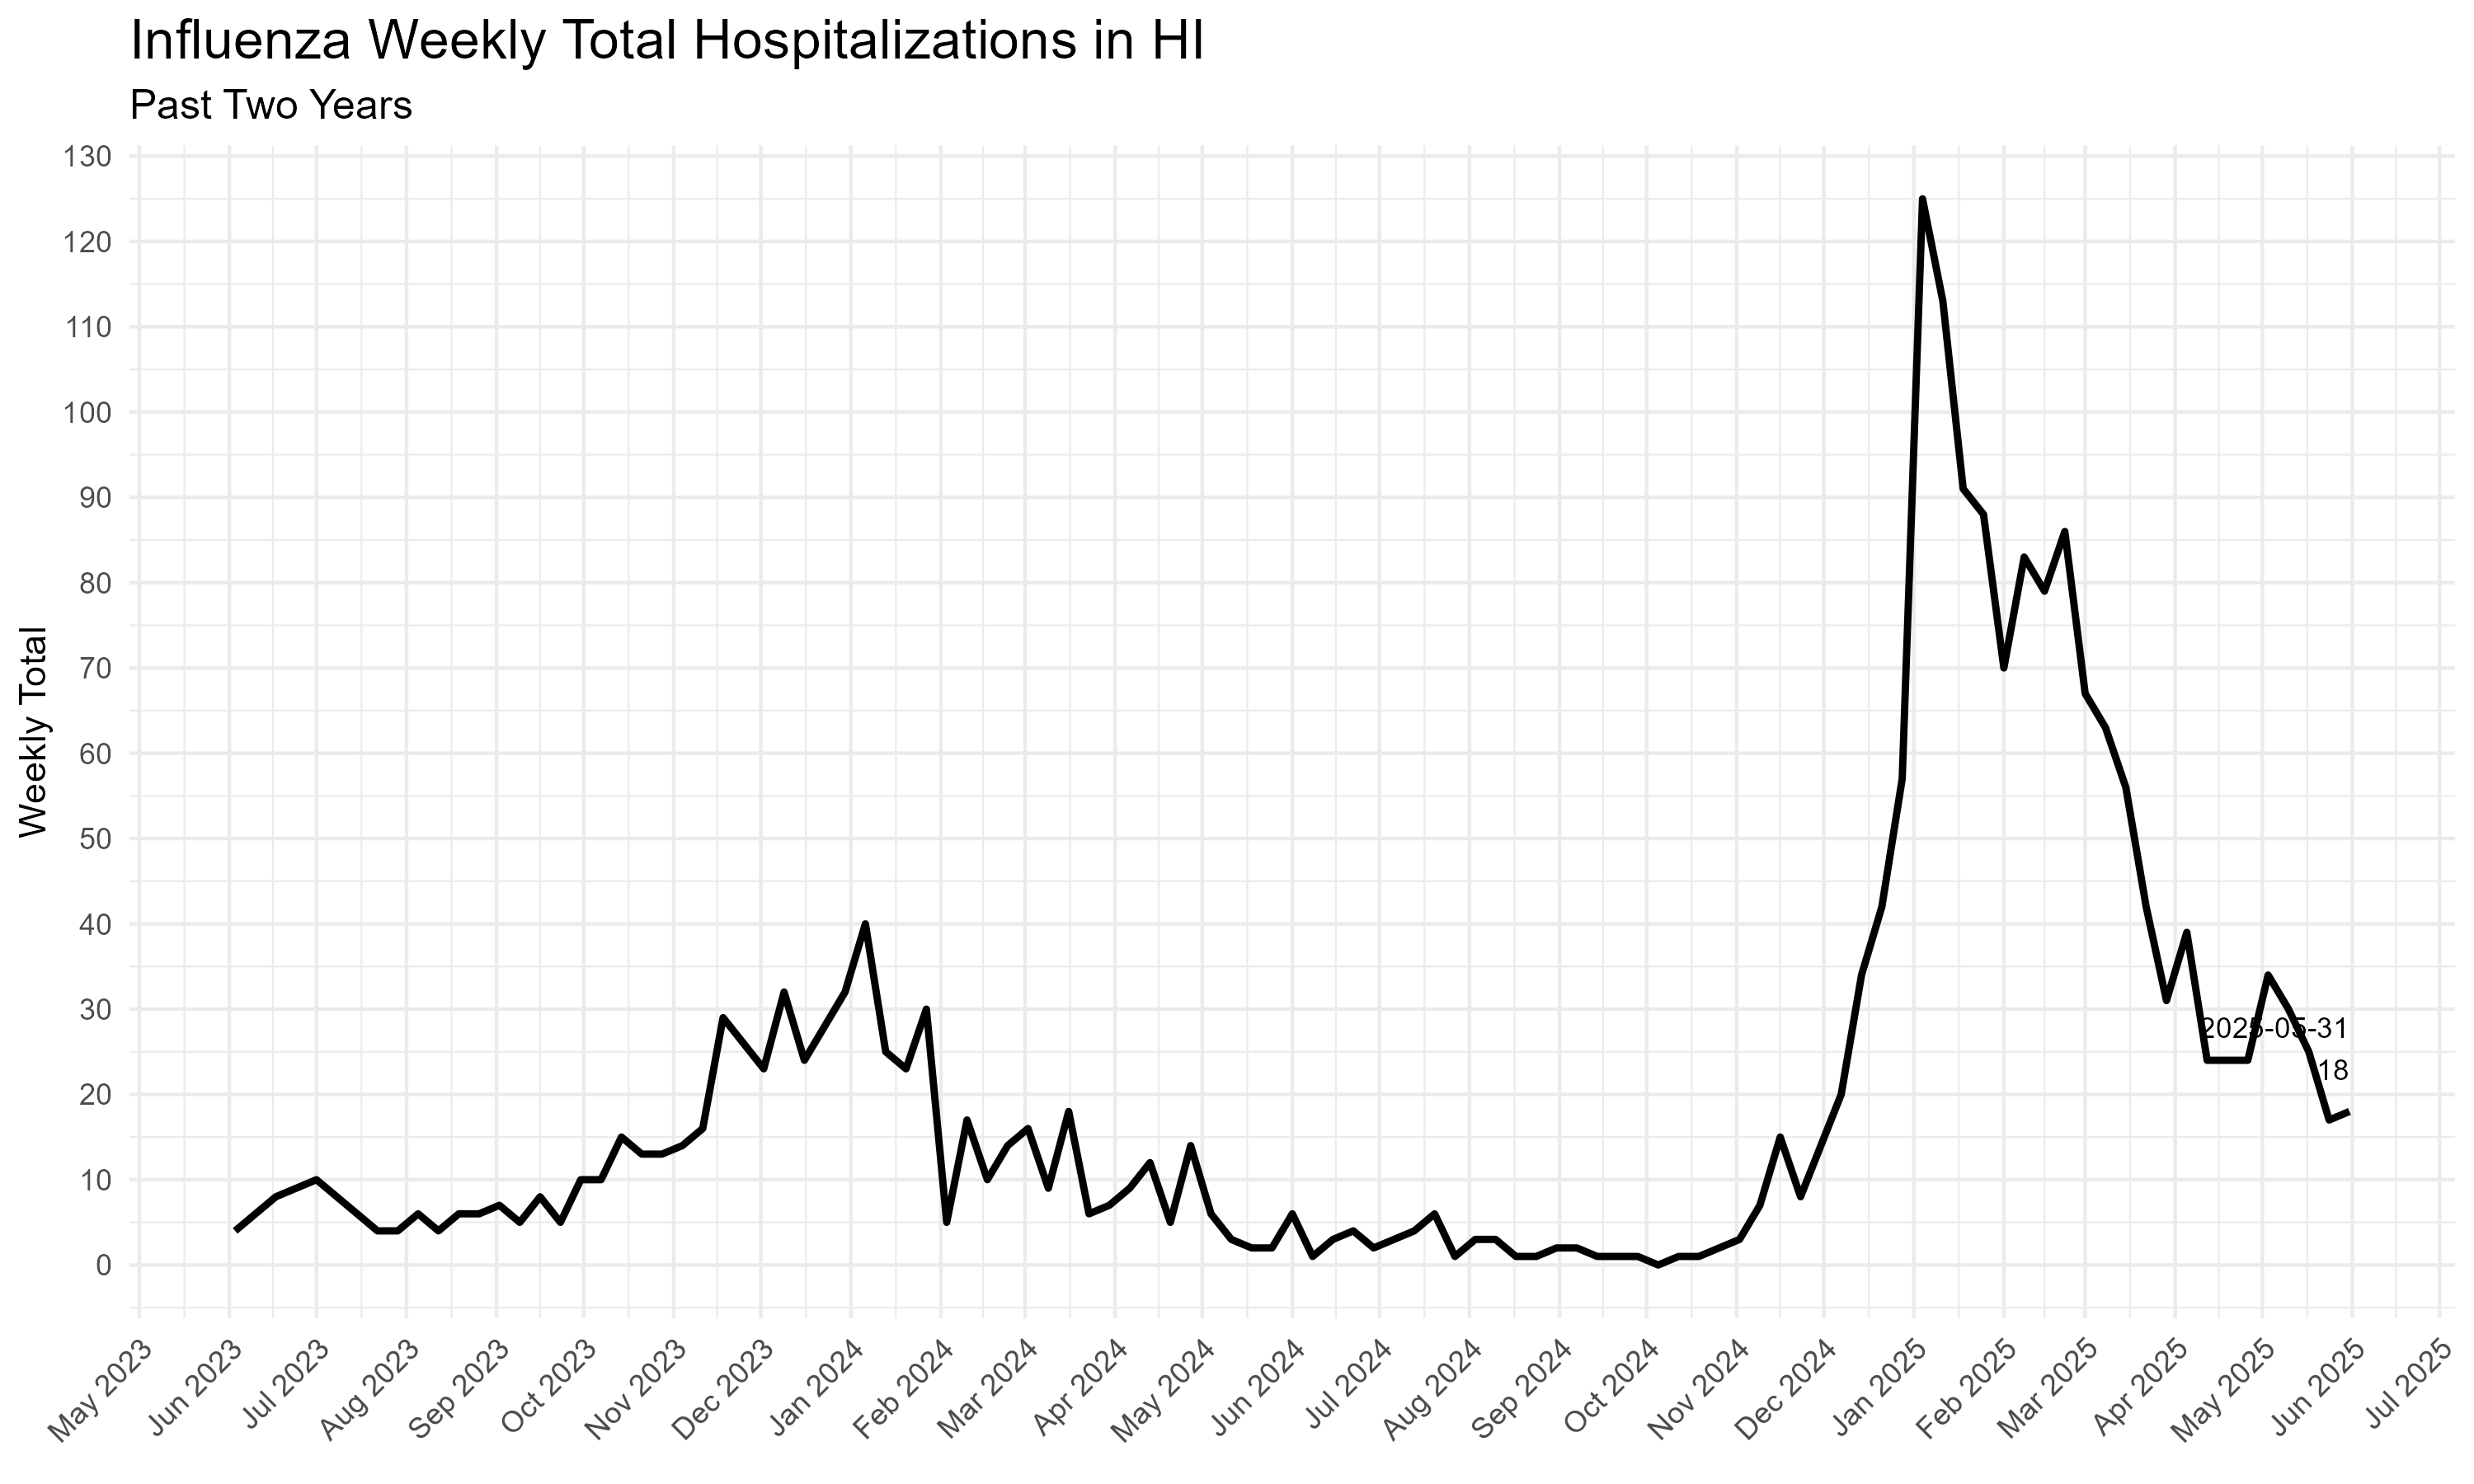 Influenza Weekly Total Hospitalizations in HI
Past Two Years
Weekly Total
130
120
110
100
90
80
70
60
50
40
30
20
10
0
2025-05-31
18
May 2023
Jun 2023
Jul 2023
Aug 2023
Sep 2023
Oct 2023
Nov 2023
Dec 2023
Jan 2024
Feb 2024
Mar 2024
Apr 2024
May 2024
Jun 2024
Jul 2024
Aug 2024
Sep 2024
Oct 2024
Nov 2024
Dec 2024
Jan 2025
Feb 2025
Mar 2025
Apr 2025
May 2025
Jun 2025
Jul 2025